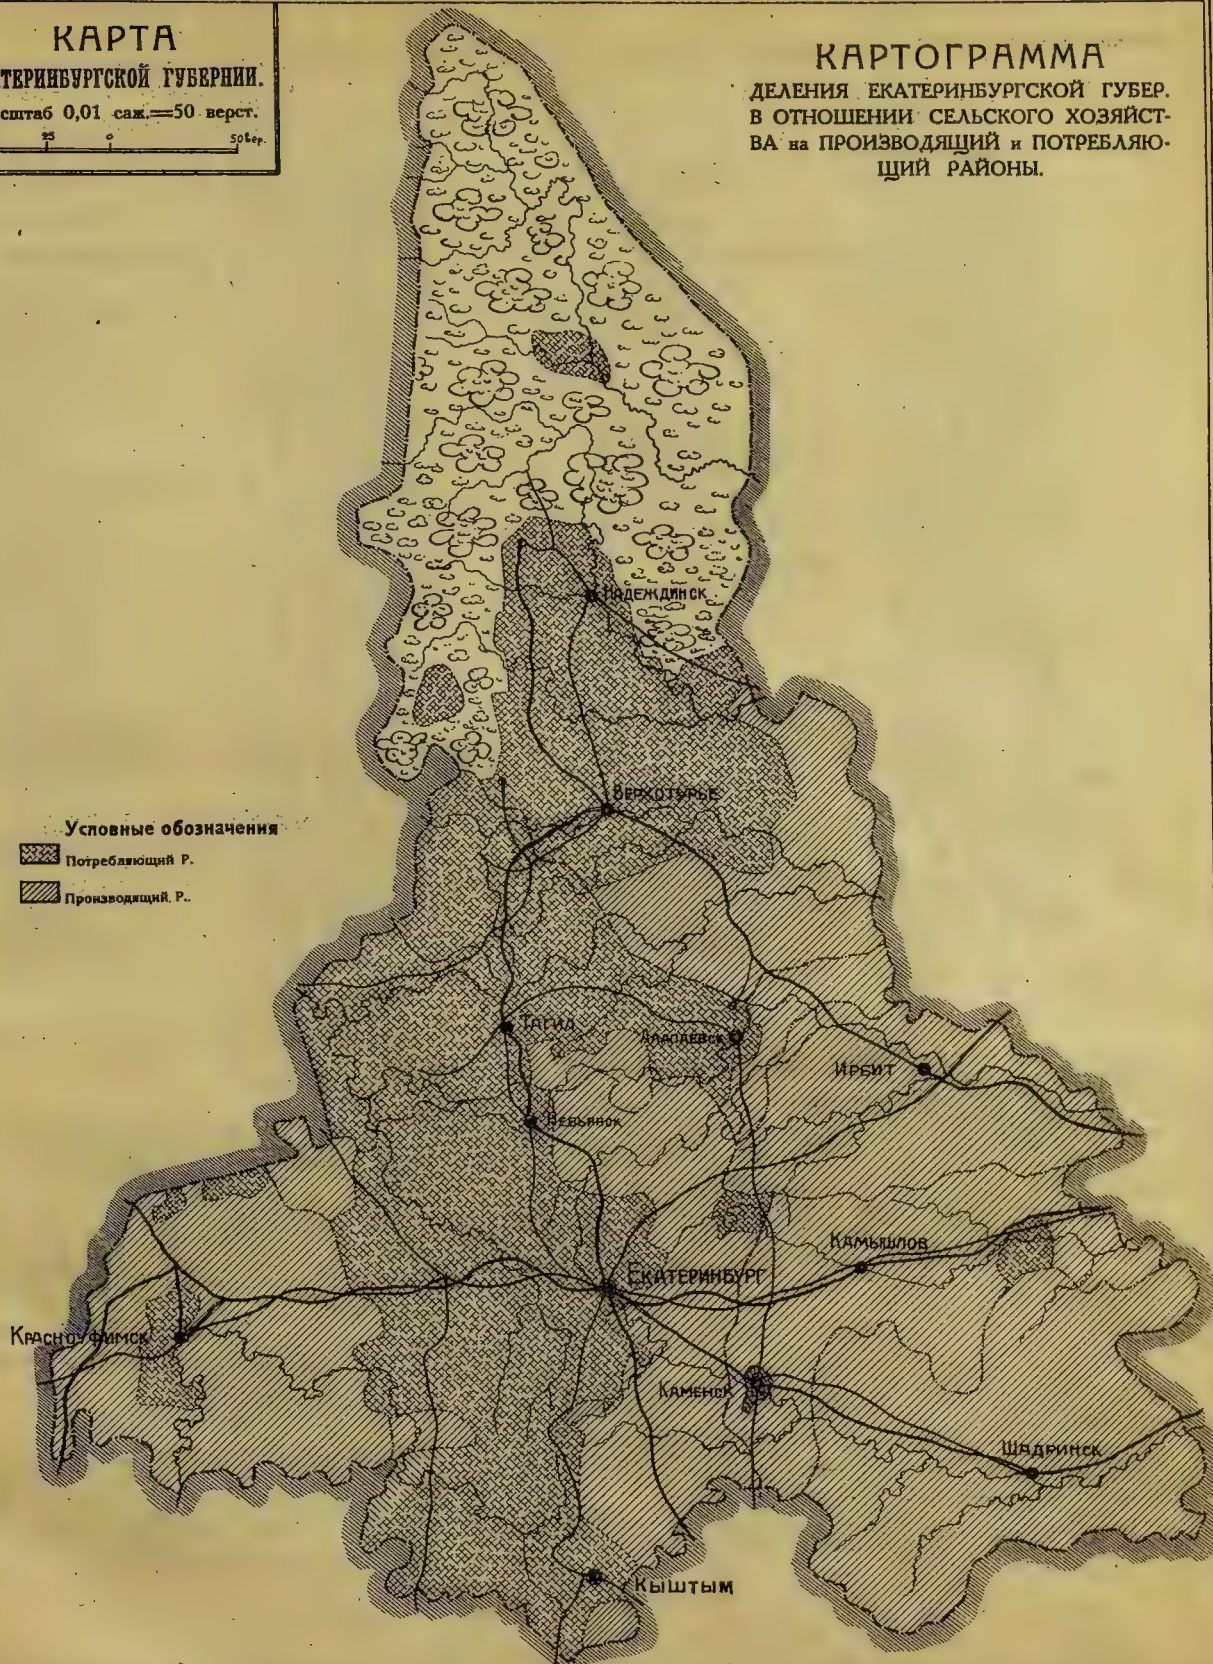 КАРТА
ТЕРИНБУРГСКОЙ ГУБЕРНИИ.
сштаб 0,01 саж.=50 верст.
25 0 50 вер.
КАРТОГРАММА
ДЕЛЕНИЯ ЕКАТЕРИНБУРГСКОЙ ГУБЕР.
В ОТНОШЕНИИ СЕЛЬСКОГО ХОЗЯЙСТ-
ВА на ПРОИЗВОДЯЩИЙ и ПОТРЕБЛЯЮ-
ЩИЙ РАЙОНЫ.
НАДЕЖДИНСК
ВЕРХОТУРЬЕ
Условные обозначения
Потребляющий Р.
Производящий Р.
ТАГИЛ
АЛАПАЕВСК
ИРБИТ
НЕВЬЯНСК
КАМЫШЛОВ
ЕКАТЕРИНБУРГ
КРАСНОУФИМСК
КАМЕНСК
ШАДРИНСК
КЫШТЫМ